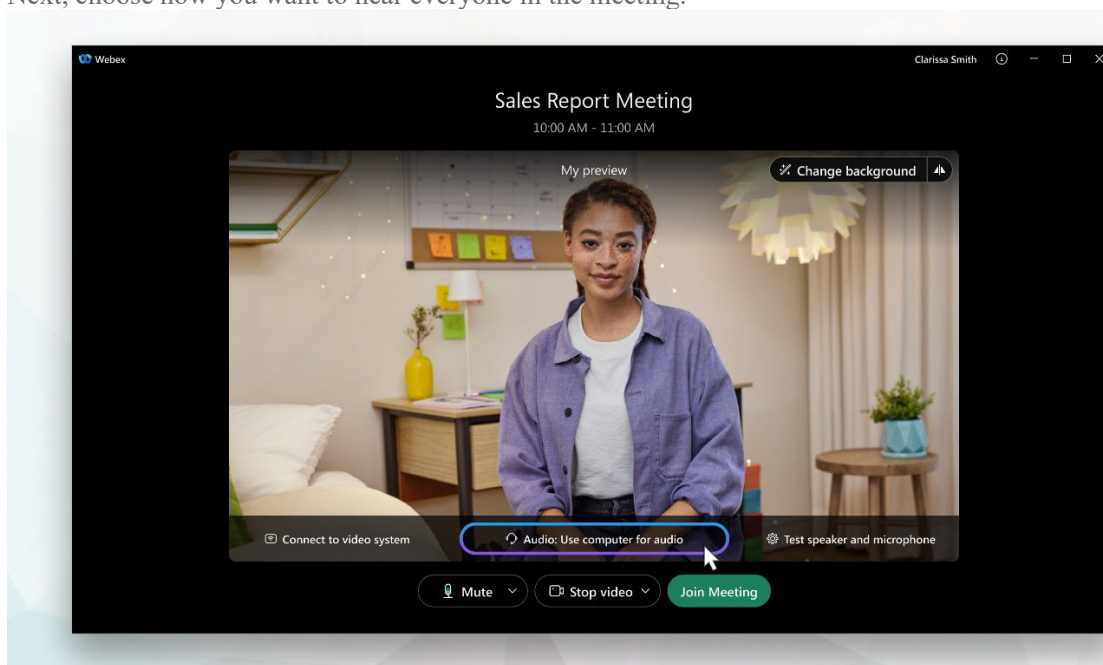 Next, choose how you want to hear everyone in the meeting.
Webex
Clarissa Smith
Sales Report Meeting
10:00 AM - 11:00 AM
My preview
Change background
Connect to video system
Audio: Use computer for audio
Test speaker and microphone
Mute
Stop video
Join Meeting